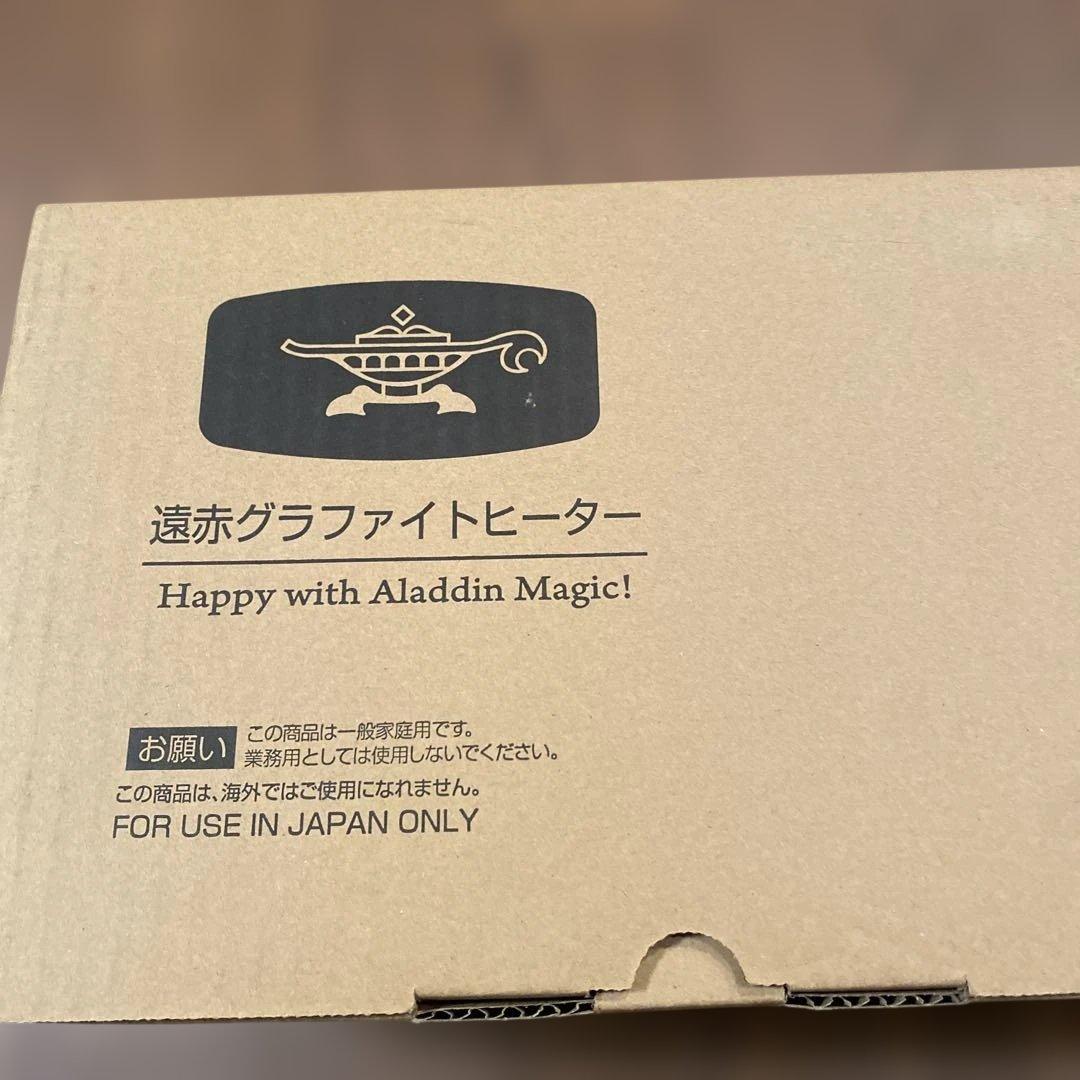 遠赤グラファイトヒーター
Happy with Aladdin Magic!
お願い
この商品は一般家庭用です。
業務用としては使用しないでください。
この商品は、海外ではご使用になれません。
FOR USE IN JAPAN ONLY